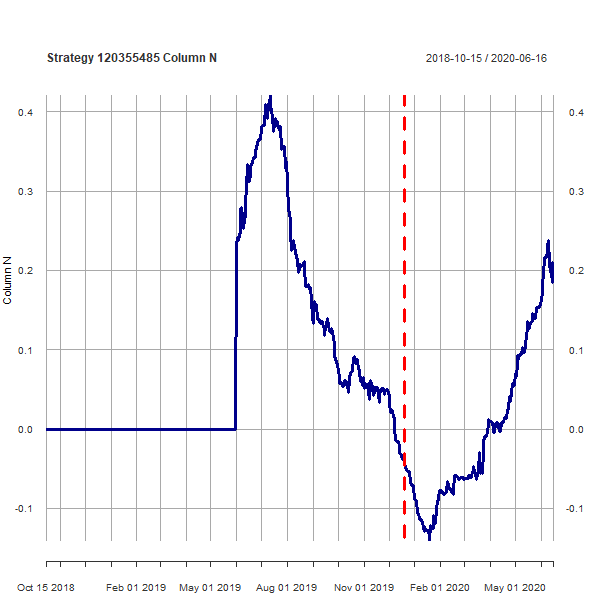 Strategy 120355485 Column N
2018-10-15 / 2020-06-16
0.4
0.4
0.3
0.3
0.2
0.2
0.1
0.1
0.0
0.0
-0.1
-0.1
Column N
Oct 15 2018
Feb 01 2019
May 01 2019
Aug 01 2019
Nov 01 2019
Feb 01 2020
May 01 2020